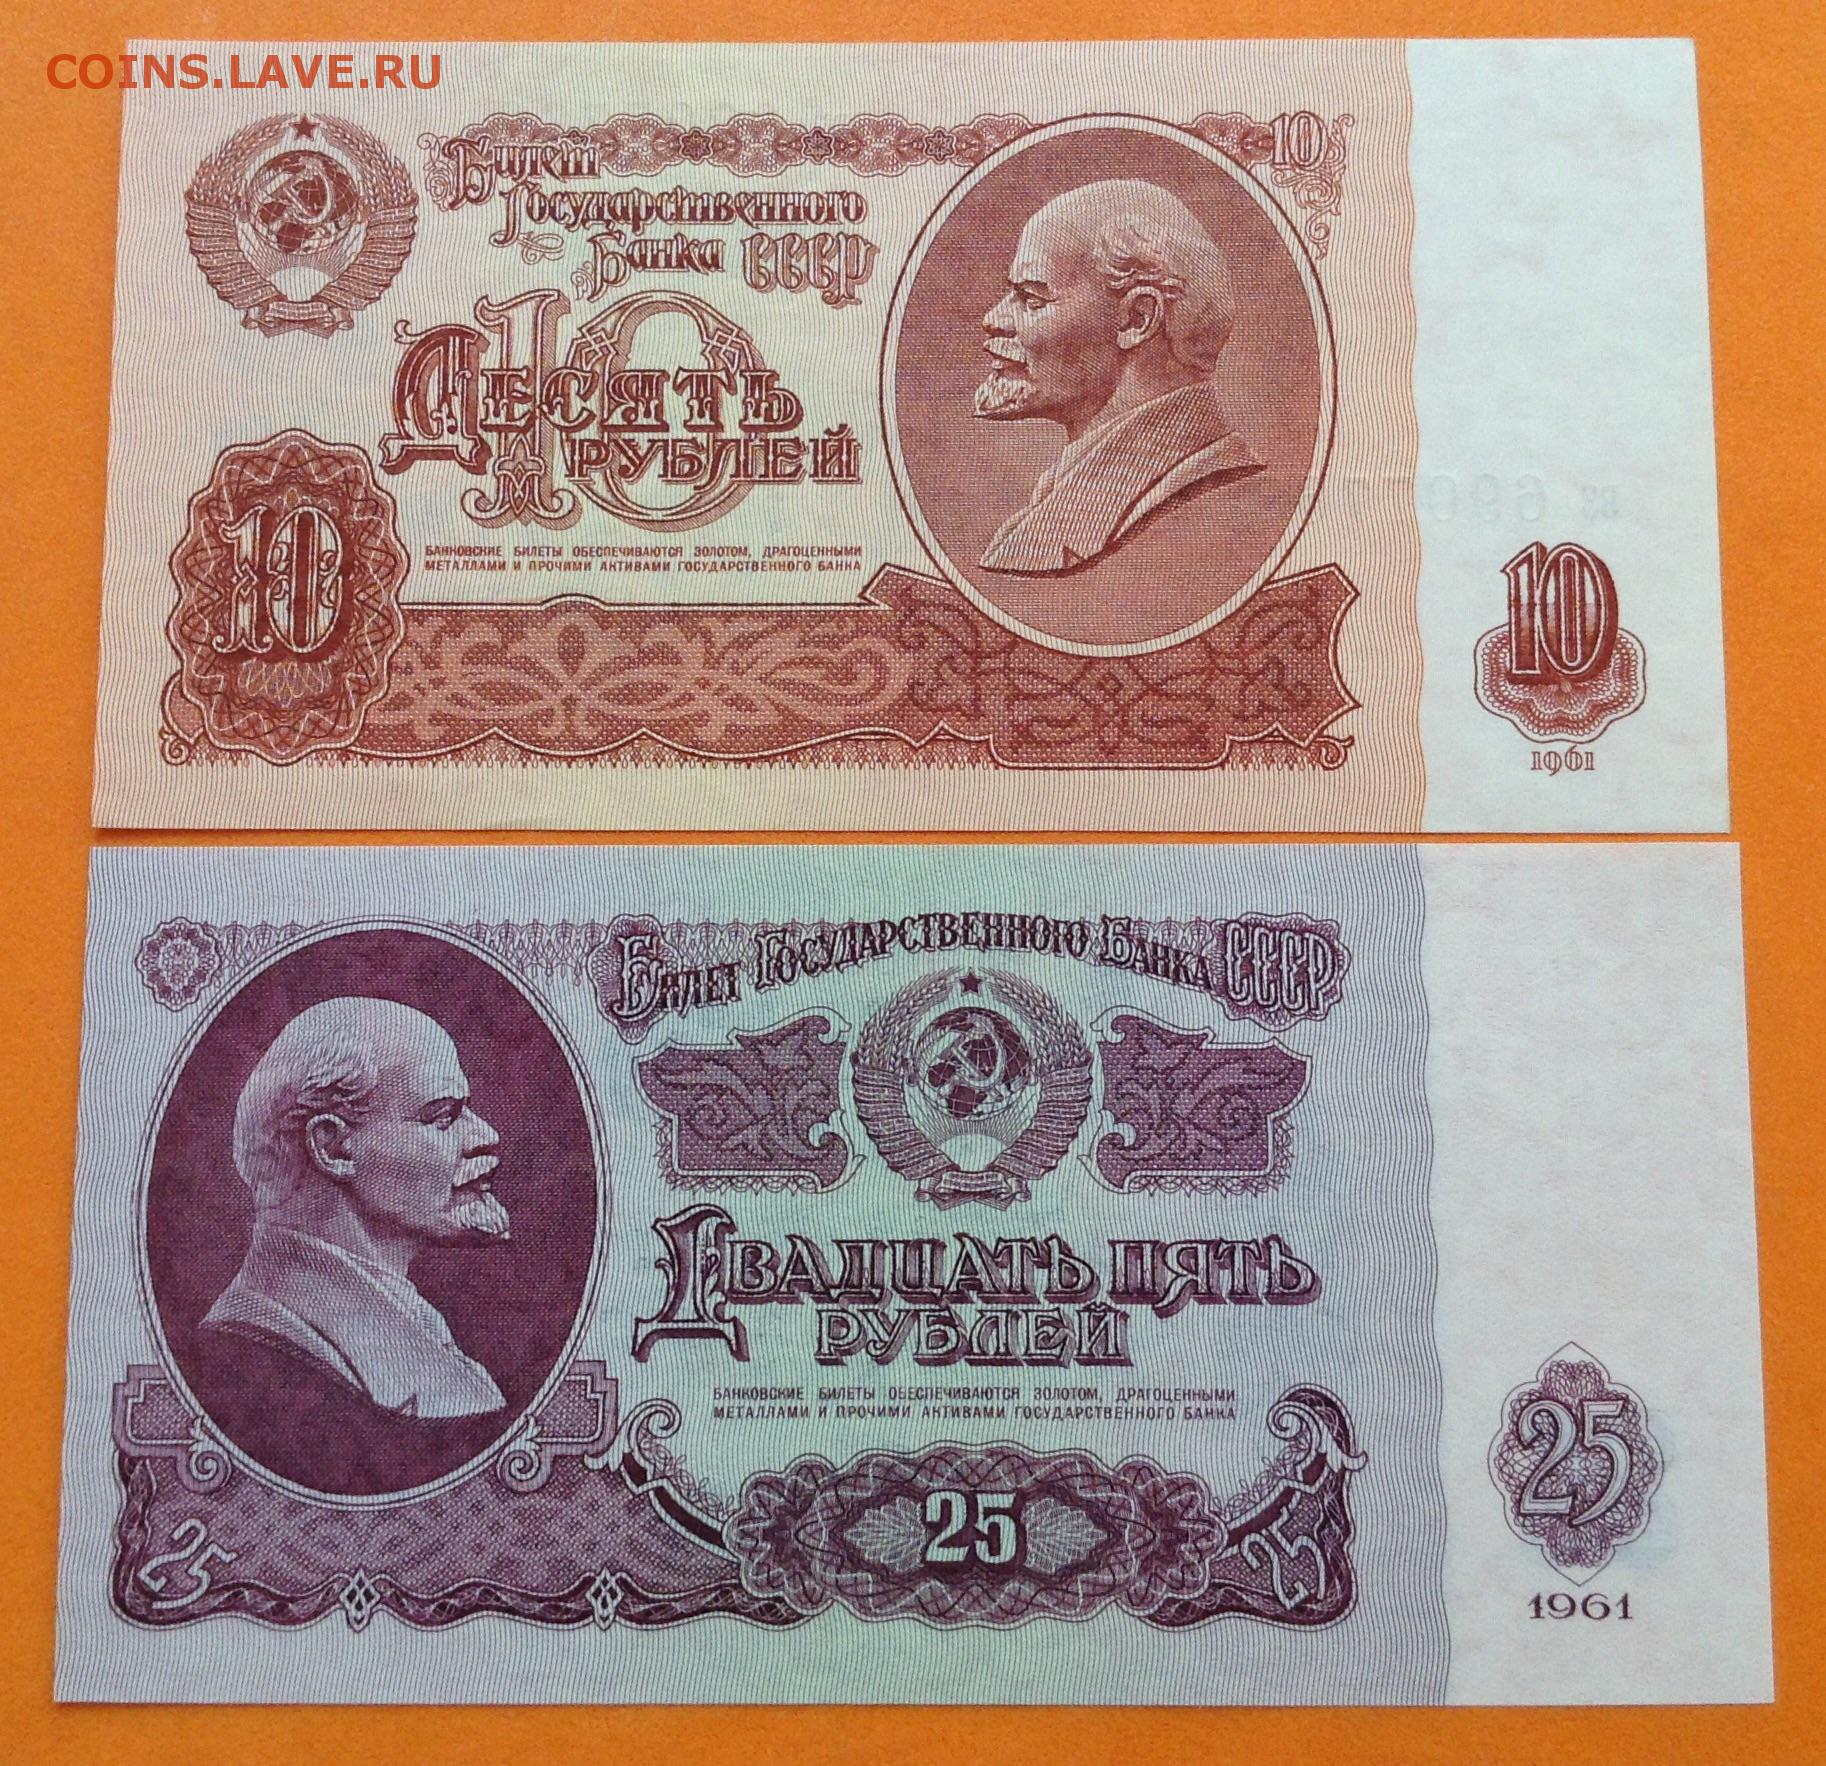 COINS.LAVE.RU
Билет
Государственного
Банка СССР
10
10
Десять
рублей
БАНКОВСКИЕ БИЛЕТЫ ОБЕСПЕЧИВАЮТСЯ ЗОЛОТОМ, ДРАГОЦЕННЫМИ
МЕТАЛЛАМИ И ПРОЧИМИ АКТИВАМИ ГОСУДАРСТВЕННОГО БАНКА
10
10
1961
Билет Государственного Банка СССР
Двадцать пять
рублей
БАНКОВСКИЕ БИЛЕТЫ ОБЕСПЕЧИВАЮТСЯ ЗОЛОТОМ, ДРАГОЦЕННЫМИ
МЕТАЛЛАМИ И ПРОЧИМИ АКТИВАМИ ГОСУДАРСТВЕННОГО БАНКА
25
25
25
25
1961